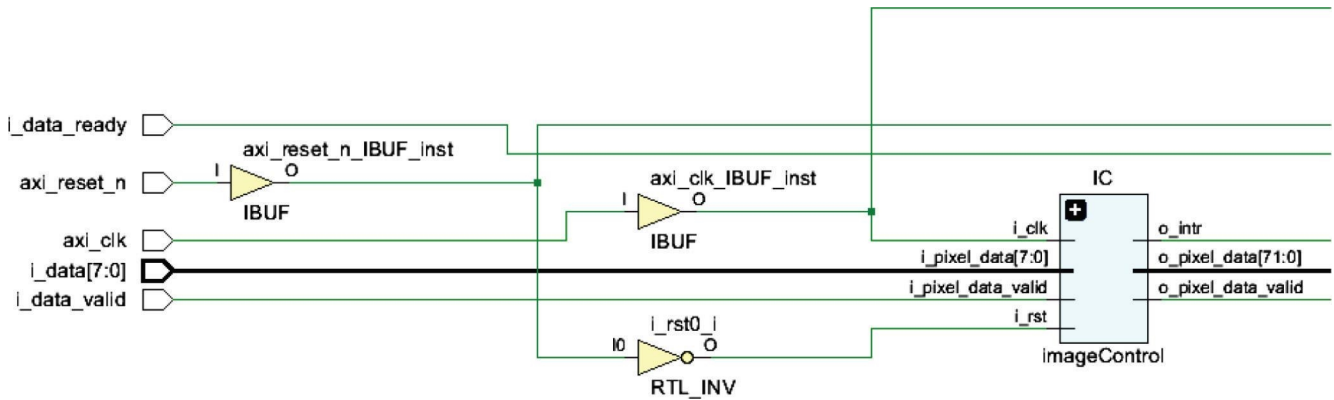 i_data_ready
axi_reset_n
axi_reset_n_IBUF_inst
I
O
IBUF
axi_clk
axi_clk_IBUF_inst
I
O
IBUF
i_data[7:0]
i_data_valid
i_rst0_i
I0
O
RTL_INV
IC
i_clk
o_intr
i_pixel_data[7:0]
o_pixel_data[71:0]
i_pixel_data_valid
o_pixel_data_valid
i_rst
imageControl